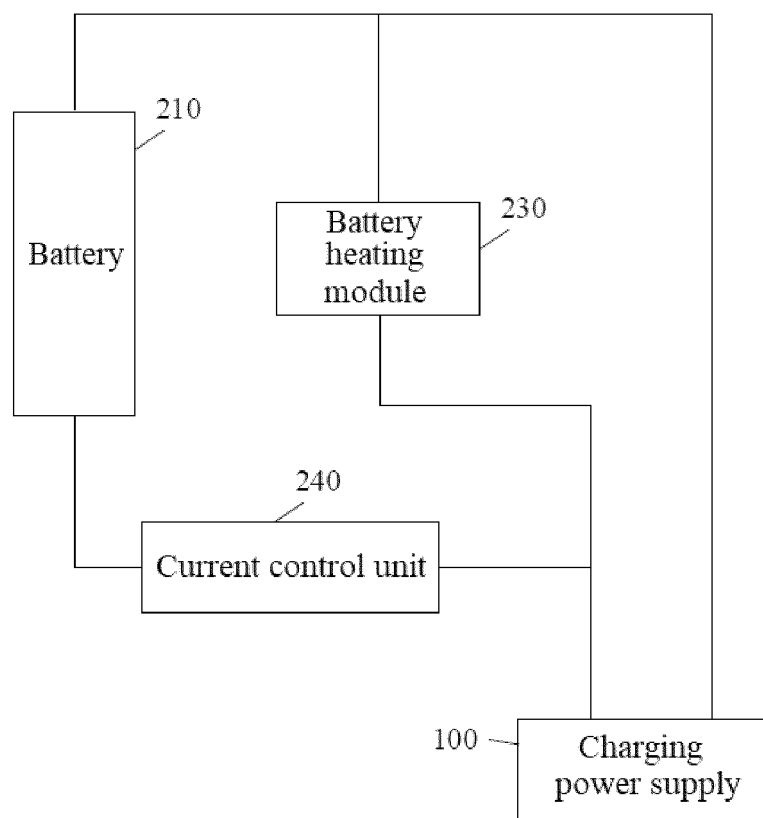 210
Battery
230
Battery
heating
module
240
Current control unit
100
Charging
power supply